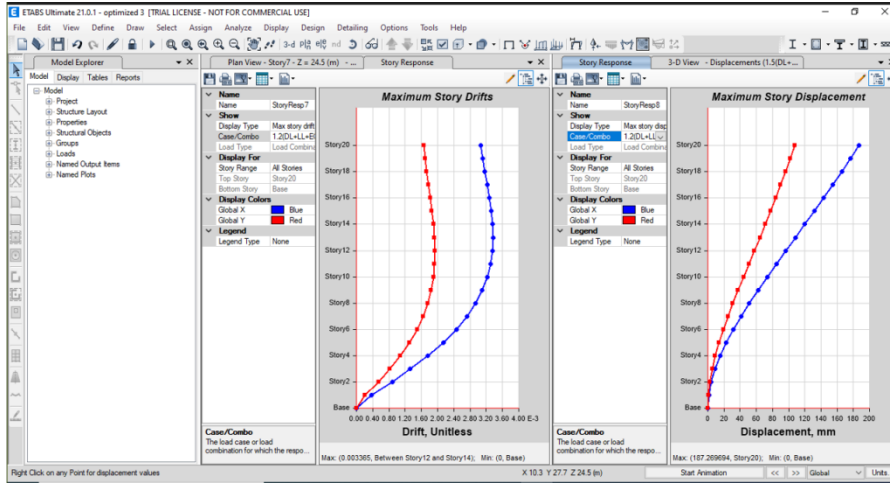 ETABS Ultimate 21.0.1 - optimized 3 [TRIAL LICENSE - NOT FOR COMMERCIAL USE]
File Edit View Define Draw Select Assign Analyze Display Design Detailing Options Tools Help
3-d
nd
Model Explorer
Model Display Tables Reports
Model
Project
Structure Layout
Properties
Structural Objects
Groups
Loads
Named Output Items
Named Plots
Plan View - Story7 - Z = 24.5 (m) - ...
Story Response
Name
Name StoryResp7
Show
Display Type Max story drift
Case/Combo 1.2(DL+LL+El
Load Type Load Combina
Display For
Story Range All Stories
Top Story Story20
Bottom Story Base
Display Colors
Global X Blue
Global Y Red
Legend
Legend Type None
Case/Combo
The load case or load
combination for which the respo...
Maximum Story Drifts
Story20
Story18
Story16
Story14
Story12
Story10
Story8
Story6
Story4
Story2
Base
0.00 0.40 0.80 1.20 1.60 2.00 2.40 2.80 3.20 3.60 4.00 E-3
Drift, Unitless
Max: (0.003365, Between Story12 and Story14); Min: (0, Base)
Story Response
3-D View - Displacements (1.5(DL+...
Name
Name StoryResp8
Show
Display Type Max story disp
Case/Combo 1.2(DL+LL
Load Type Load Combina
Display For
Story Range All Stories
Top Story Story20
Bottom Story Base
Display Colors
Global X Blue
Global Y Red
Legend
Legend Type None
Case/Combo
The load case or load
combination for which the respo...
Maximum Story Displacement
Story20
Story18
Story16
Story14
Story12
Story10
Story8
Story6
Story4
Story2
Base
0 20 40 60 80 100 120 140 160 180 200
Displacement, mm
Max: (187.269694, Story20); Min: (0, Base)
Right Click on any Point for displacement values
X 10.3 Y 27.7 Z 24.5 (m)
Start Animation
<< >>
Global
Units...